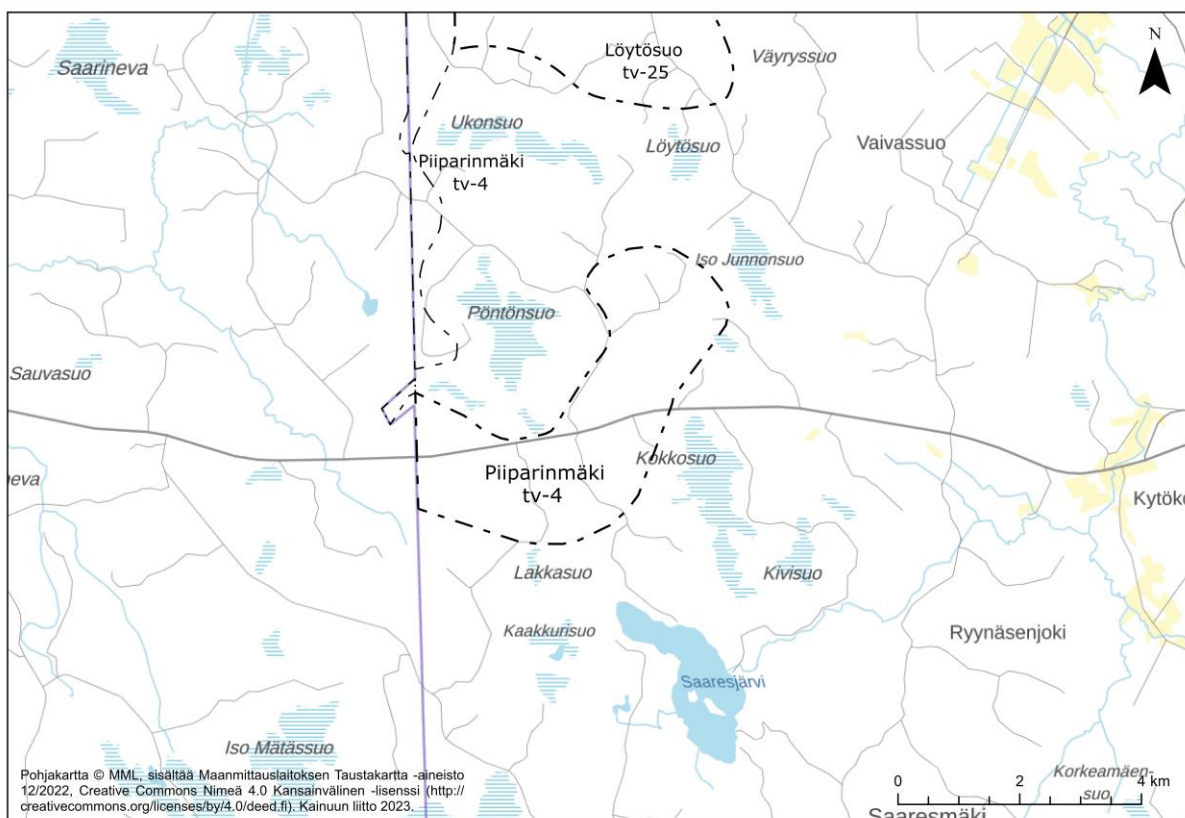 N
Löytösuo
tv-25
Väyryssuo
Saarineva
Ukonsuo
Löytösuo
Vaivassuo
Piiparinmäki
tv-4
Iso Junnonsuo
Pöntönsuo
Sauvasuo
Kokkosuo
Piiparinmäki
tv-4
eva
Kytöko
Lakkasuo
Kivisuo
Kaakkurisuo
Ryynäsenjoki
Saaresjärvi
Iso Mätässuo
Pohjakartta © MML, sisältää Maanmittauslaitoksen Taustakartta -aineisto
12/2022, Creative Commons Nimeä 4.0 Kansainvälinen -lisenssi (http://
creativecommons.org/licenses/by/4.0/deed.fi). Kainuun liitto 2023.
Korkeamäen-
suo
0 2 4 km
Saaresmäki